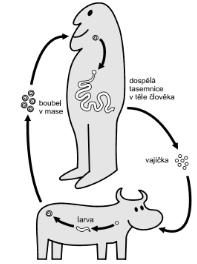 dospělá
tasemnice
v těle člověka
boubel
v mase
vajíčka
larva